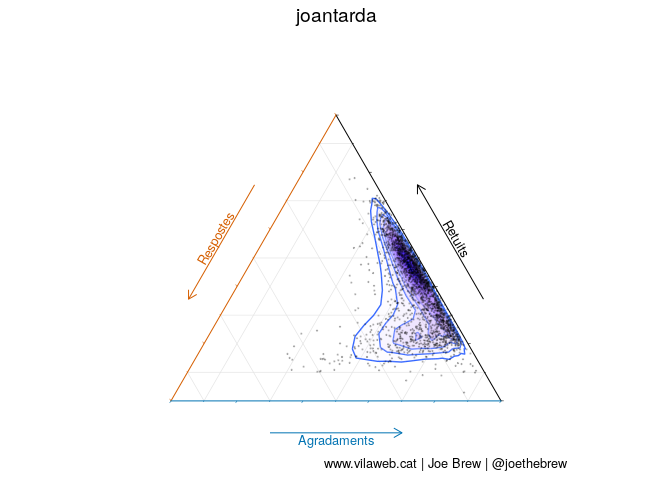 joantarda
Respostes
Retuits
Agradaments
www.vilaweb.cat | Joe Brew | @joethebrew